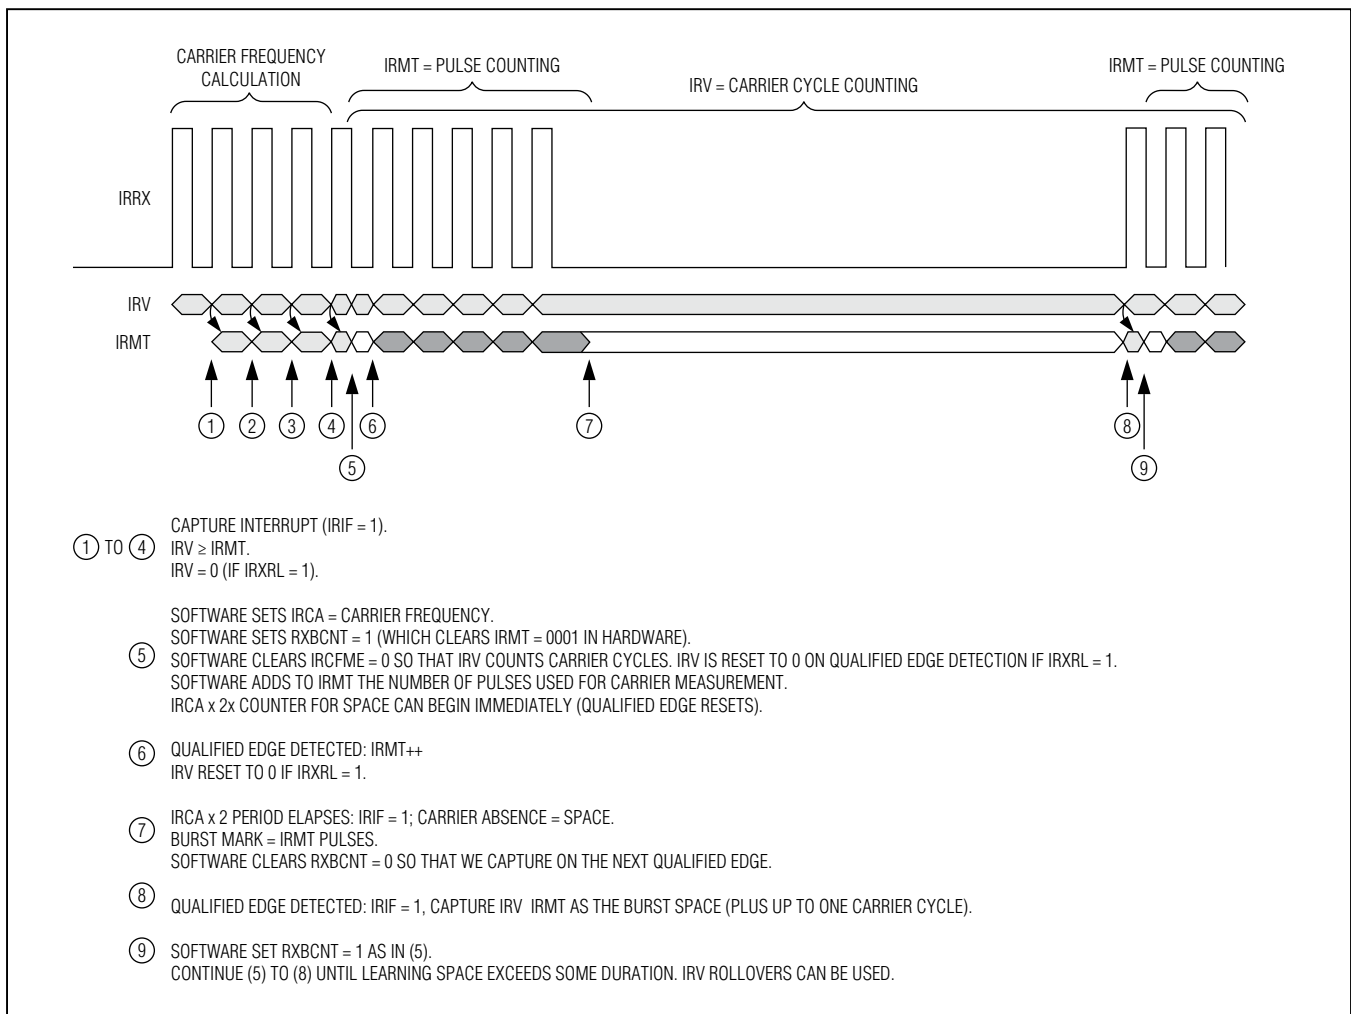 CARRIER FREQUENCY
CALCULATION
IRMT = PULSE COUNTING
IRV = CARRIER CYCLE COUNTING
IRMT = PULSE COUNTING
IRRX
IRV
IRMT
1
2
3
4
6
7
8
5
9
1 TO 4
CAPTURE INTERRUPT (IRIF = 1).
IRV ≥ IRMT.
IRV = 0 (IF IRXRL = 1).
5
SOFTWARE SETS IRCA = CARRIER FREQUENCY.
SOFTWARE SETS RXBCNT = 1 (WHICH CLEARS IRMT = 0001 IN HARDWARE).
SOFTWARE CLEARS IRCFME = 0 SO THAT IRV COUNTS CARRIER CYCLES. IRV IS RESET TO 0 ON QUALIFIED EDGE DETECTION IF IRXRL = 1.
SOFTWARE ADDS TO IRMT THE NUMBER OF PULSES USED FOR CARRIER MEASUREMENT.
IRCA x 2x COUNTER FOR SPACE CAN BEGIN IMMEDIATELY (QUALIFIED EDGE RESETS).
6 QUALIFIED EDGE DETECTED: IRMT++
IRV RESET TO 0 IF IRXRL = 1.
7
IRCA x 2 PERIOD ELAPSES: IRIF = 1; CARRIER ABSENCE = SPACE.
BURST MARK = IRMT PULSES.
SOFTWARE CLEARS RXBCNT = 0 SO THAT WE CAPTURE ON THE NEXT QUALIFIED EDGE.
8 QUALIFIED EDGE DETECTED: IRIF = 1, CAPTURE IRV IRMT AS THE BURST SPACE (PLUS UP TO ONE CARRIER CYCLE).
9 SOFTWARE SET RXBCNT = 1 AS IN (5).
CONTINUE (5) TO (8) UNTIL LEARNING SPACE EXCEEDS SOME DURATION. IRV ROLLOVERS CAN BE USED.